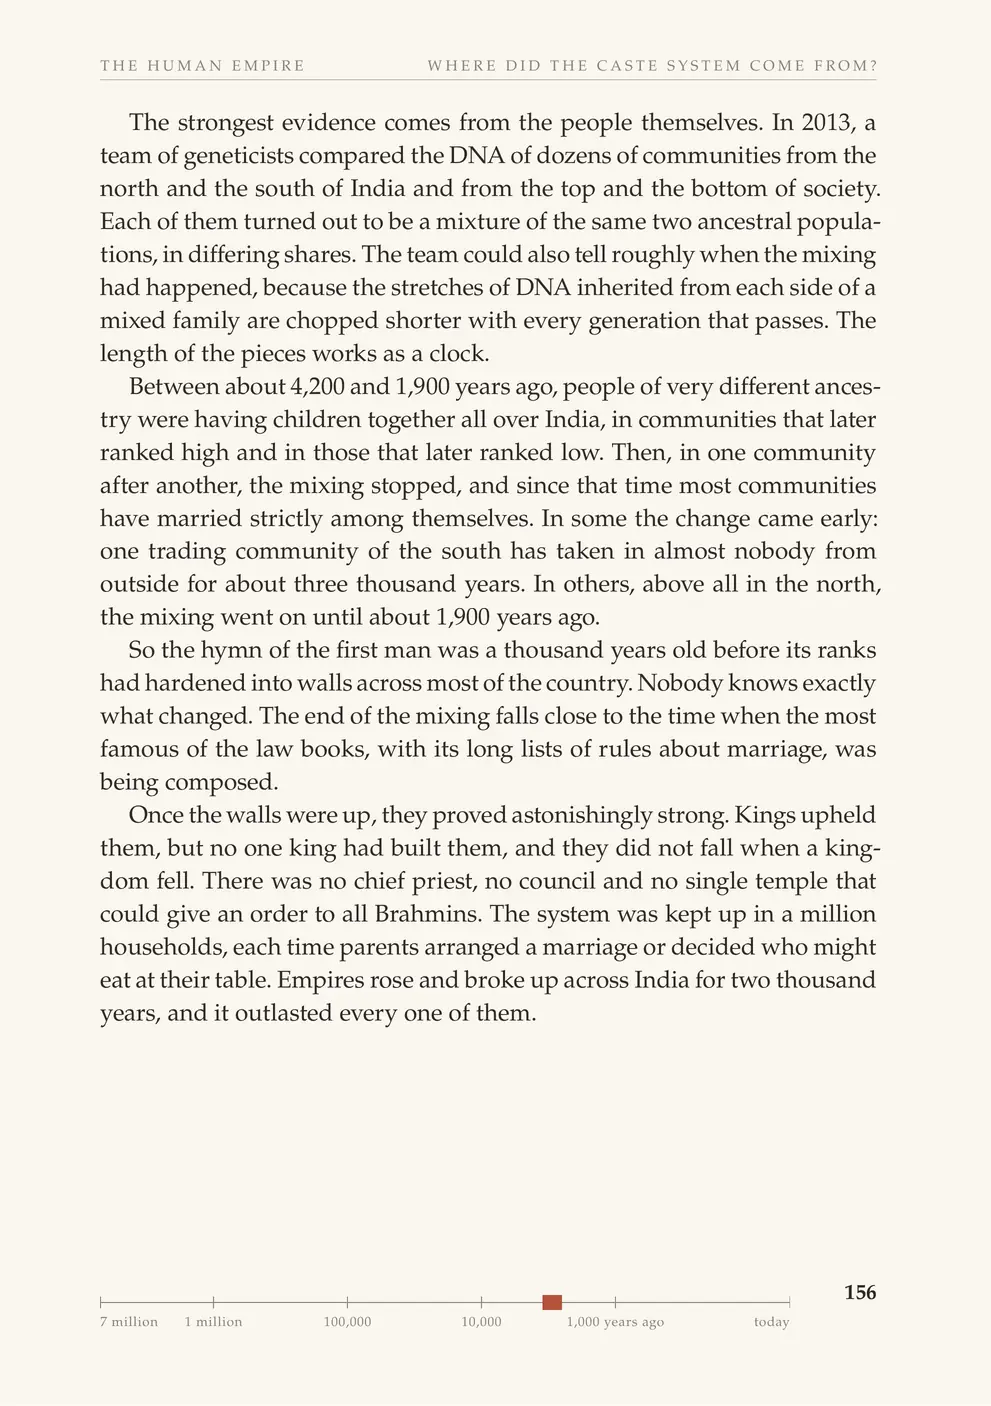 THE HUMAN EMPIRE
WHERE DID THE CASTE SYSTEM COME FROM?
The strongest evidence comes from the people themselves. In 2013, a
team of geneticists compared the DNA of dozens of communities from the
north and the south of India and from the top and the bottom of society.
Each of them turned out to be a mixture of the same two ancestral popula-
tions, in differing shares. The team could also tell roughly when the mixing
had happened, because the stretches of DNA inherited from each side of a
mixed family are chopped shorter with every generation that passes. The
length of the pieces works as a clock.
Between about 4,200 and 1,900 years ago, people of very different ances-
try were having children together all over India, in communities that later
ranked high and in those that later ranked low. Then, in one community
after another, the mixing stopped, and since that time most communities
have married strictly among themselves. In some the change came early:
one trading community of the south has taken in almost nobody from
outside for about three thousand years. In others, above all in the north,
the mixing went on until about 1,900 years ago.
So the hymn of the first man was a thousand years old before its ranks
had hardened into walls across most of the country. Nobody knows exactly
what changed. The end of the mixing falls close to the time when the most
famous of the law books, with its long lists of rules about marriage, was
being composed.
Once the walls were up, they proved astonishingly strong. Kings upheld
them, but no one king had built them, and they did not fall when a king-
dom fell. There was no chief priest, no council and no single temple that
could give an order to all Brahmins. The system was kept up in a million
households, each time parents arranged a marriage or decided who might
eat at their table. Empires rose and broke up across India for two thousand
years, and it outlasted every one of them.
156
7 million 1 million 100,000 10,000 1,000 years ago today